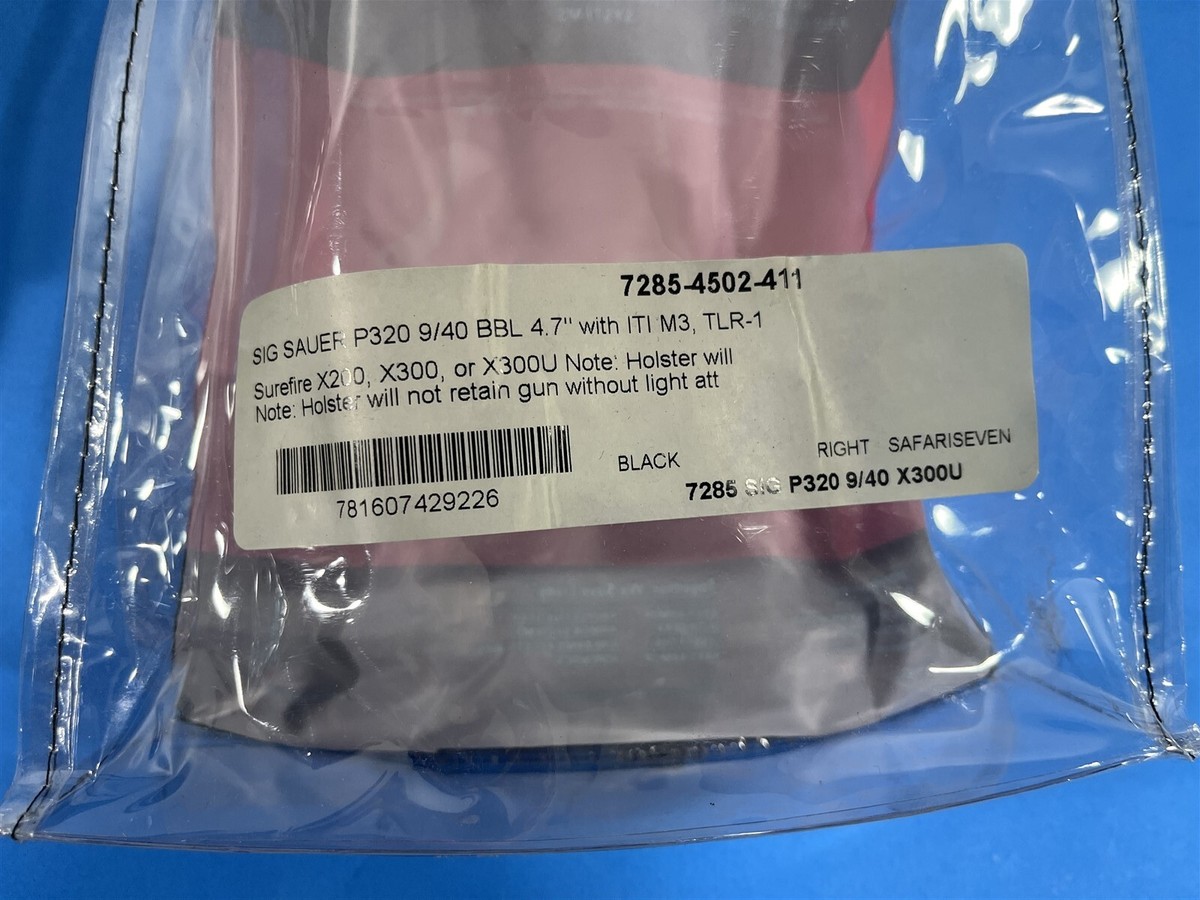 7285-4502-411
SIG SAUER P320 9/40 BBL 4.7" with ITI M3, TLR-1
Surefire X200, X300, or X300U Note: Holster will
Note: Holster will not retain gun without light att
BLACK
RIGHT SAFARISEVEN
781607429226
7285 SIG P320 9/40 X300U